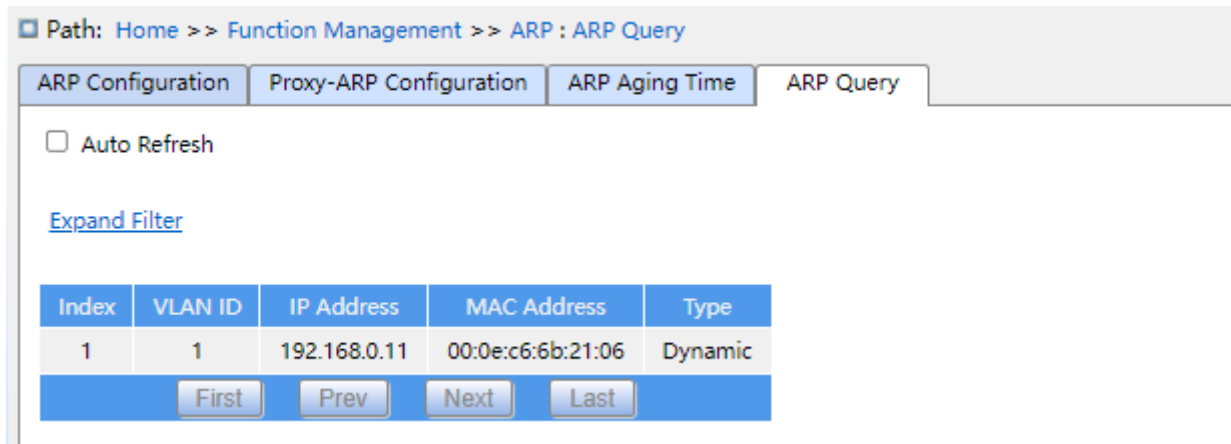 Path: Home >> Function Management >> ARP : ARP Query
ARP Configuration Proxy-ARP Configuration ARP Aging Time ARP Query
Auto Refresh
Expand Filter
Index VLAN ID IP Address MAC Address Type
1 1 192.168.0.11 00:0e:c6:6b:21:06 Dynamic
First Prev Next Last